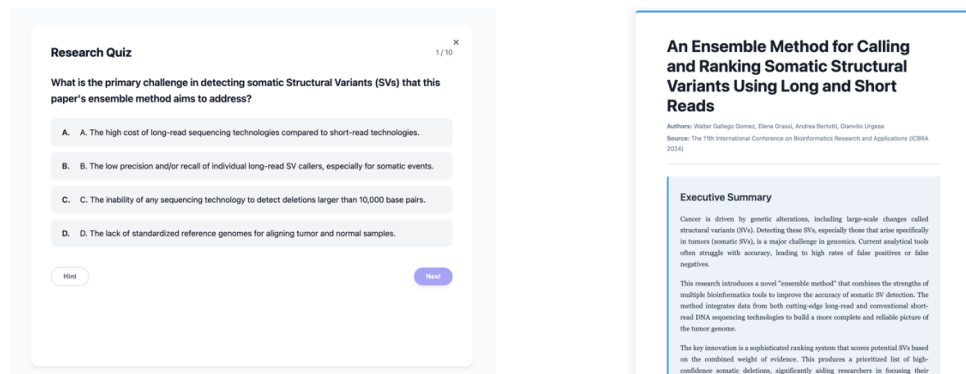 Research Quiz
×
1 / 10
What is the primary challenge in detecting somatic Structural Variants (SVs) that this
paper's ensemble method aims to address?
A. A. The high cost of long-read sequencing technologies compared to short-read technologies.
B. B. The low precision and/or recall of individual long-read SV callers, especially for somatic events.
C. C. The inability of any sequencing technology to detect deletions larger than 10,000 base pairs.
D. D. The lack of standardized reference genomes for aligning tumor and normal samples.
Hint
Next
An Ensemble Method for Calling
and Ranking Somatic Structural
Variants Using Long and Short
Reads
Authors: Walter Gallego Gomez, Elena Grassi, Andrea Bertotti, Gianvito Urgese
Source: The 11th International Conference on Bioinformatics Research and Applications (ICBRA
2024)
Executive Summary
Cancer is driven by genetic alterations, including large-scale changes called
structural variants (SVs). Detecting these SVs, especially those that arise specifically
in tumors (somatic SVs), is a major challenge in genomics. Current analytical tools
often struggle with accuracy, leading to high rates of false positives or false
negatives.
This research introduces a novel "ensemble method" that combines the strengths of
multiple bioinformatics tools to improve the accuracy of somatic SV detection. The
method integrates data from both cutting-edge long-read and conventional short-
read DNA sequencing technologies to build a more complete and reliable picture of
the tumor genome.
The key innovation is a sophisticated ranking system that scores potential SVs based
on the combined weight of evidence. This produces a prioritized list of high-
confidence somatic deletions, significantly aiding researchers in focusing their